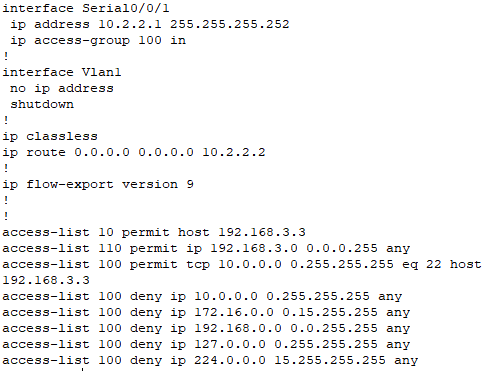 interface Serial0/0/1
 ip address 10.2.2.1 255.255.255.252
 ip access-group 100 in
!
interface Vlan1
 no ip address
 shutdown
!
ip classless
ip route 0.0.0.0 0.0.0.0 10.2.2.2
!
ip flow-export version 9
!
!
access-list 10 permit host 192.168.3.3
access-list 110 permit ip 192.168.3.0 0.0.0.255 any
access-list 100 permit tcp 10.0.0.0 0.255.255.255 eq 22 host
192.168.3.3
access-list 100 deny ip 10.0.0.0 0.255.255.255 any
access-list 100 deny ip 172.16.0.0 0.15.255.255 any
access-list 100 deny ip 192.168.0.0 0.0.255.255 any
access-list 100 deny ip 127.0.0.0 0.255.255.255 any
access-list 100 deny ip 224.0.0.0 15.255.255.255 any